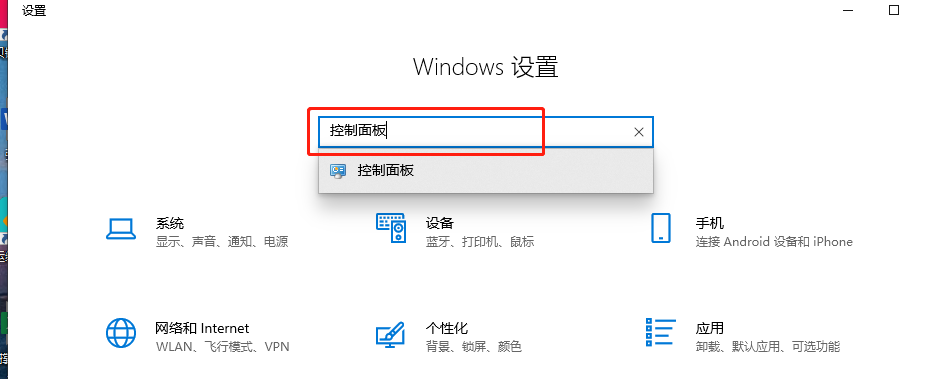 设置
Windows 设置
控制面板
控制面板
系统
显示、声音、通知、电源
设备
蓝牙、打印机、鼠标
手机
连接 Android 设备和 iPhone
网络和 Internet
WLAN、飞行模式、VPN
个性化
背景、锁屏、颜色
应用
卸载、默认应用、可选功能